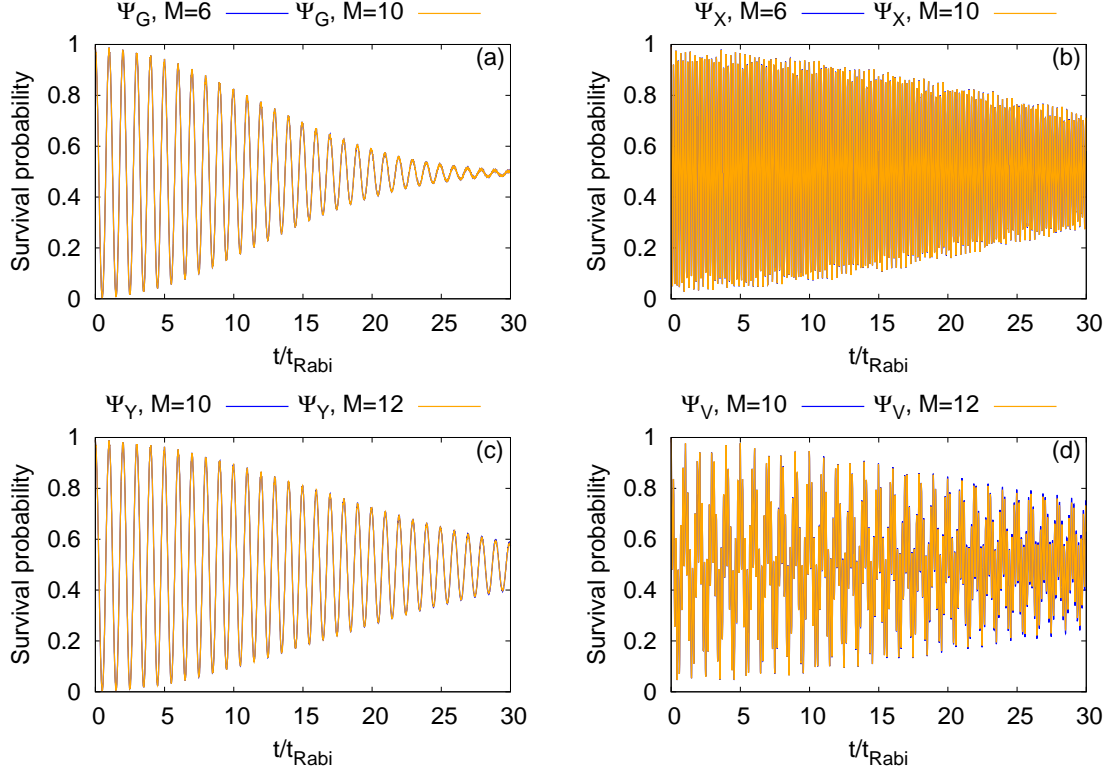 Ψ_G, M=6 Ψ_G, M=10
(a)
Survival probability
1
0.8
0.6
0.4
0.2
0
0 5 10 15 20 25 30
t/t_Rabi
Ψ_X, M=6 Ψ_X, M=10
(b)
Survival probability
1
0.8
0.6
0.4
0.2
0
0 5 10 15 20 25 30
t/t_Rabi
Ψ_Y, M=10 Ψ_Y, M=12
(c)
Survival probability
1
0.8
0.6
0.4
0.2
0
0 5 10 15 20 25 30
t/t_Rabi
Ψ_V, M=10 Ψ_V, M=12
(d)
Survival probability
1
0.8
0.6
0.4
0.2
0
0 5 10 15 20 25 30
t/t_Rabi